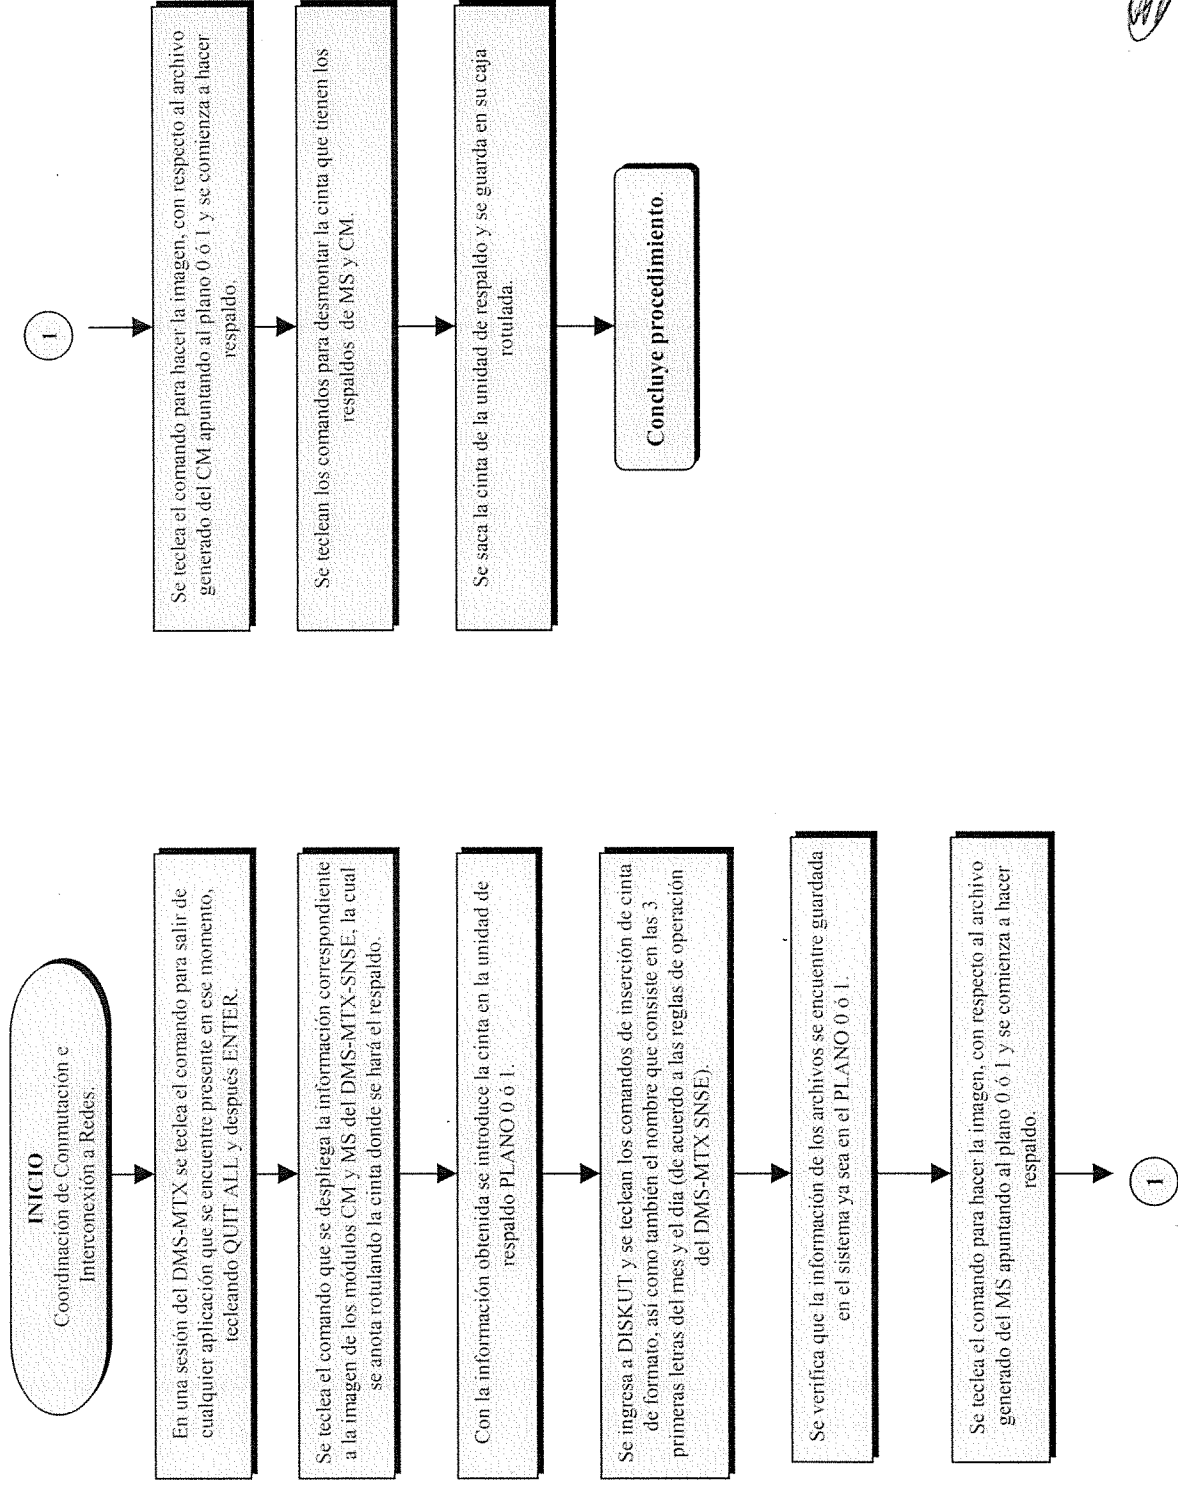 INICIO
Coordinación de Conmutación e
Interconexión a Redes.
En una sesión del DMS-MTX se teclea el comando para salir de
cualquier aplicación que se encuentre presente en ese momento,
tecleando QUIT ALL y después ENTER.
Se teclea el comando que se despliega la información correspondiente
a la imagen de los módulos CM y MS del DMS-MTX-SNSE, la cual
se anota rotulando la cinta donde se hará el respaldo.
Con la información obtenida se introduce la cinta en la unidad de
respaldo PLANO 0 ó 1.
Se ingresa a DISKUT y se teclean los comandos de inserción de cinta
de formato, así como también el nombre que consiste en las 3
primeras letras del mes y el día (de acuerdo a las reglas de operación
del DMS-MTX SNSE).
Se verifica que la información de los archivos se encuentre guardada
en el sistema ya sea en el PLANO 0 ó 1.
Se teclea el comando para hacer la imagen, con respecto al archivo
generado del MS apuntando al plano 0 ó 1 y se comienza a hacer
respaldo.
1
1
Se teclea el comando para hacer la imagen, con respecto al archivo
generado del CM apuntando al plano 0 ó 1 y se comienza a hacer
respaldo.
Se teclean los comandos para desmontar la cinta que tienen los
respaldos de MS y CM.
Se saca la cinta de la unidad de respaldo y se guarda en su caja
rotulada.
Concluye procedimiento.